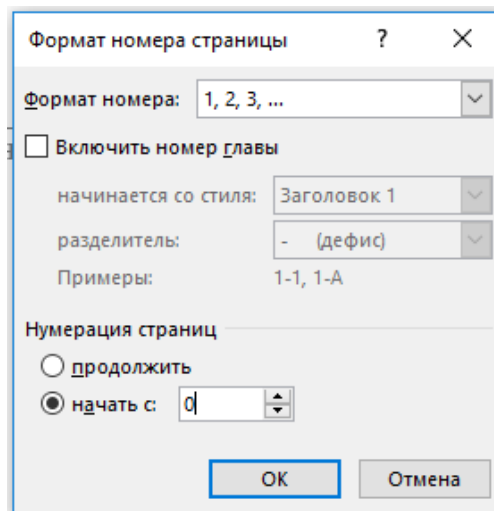 Формат номера страницы ? ×
Формат номера: 1, 2, 3, ...
Включить номер главы
начинается со стиля: Заголовок 1
разделитель: - (дефис)
Примеры: 1-1, 1-A
Нумерация страниц
продолжить
начать с: 0
ОК Отмена